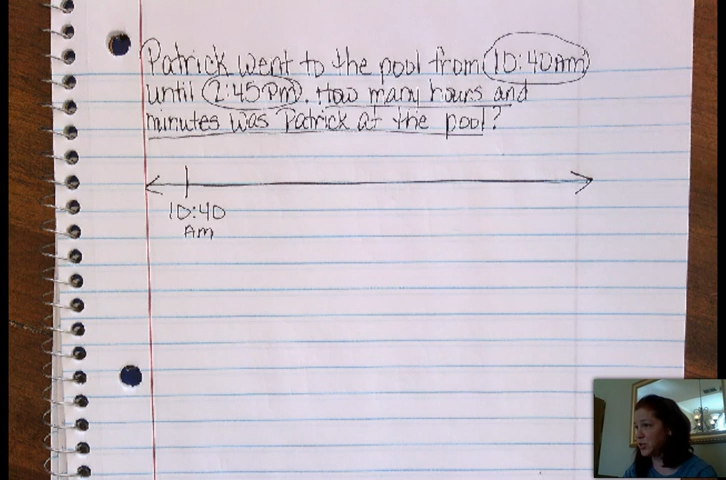 Patrick went to the pool from 10:40Am
until 2:45Pm. How many hours and
minutes was Patrick at the pool?
10:40
Am